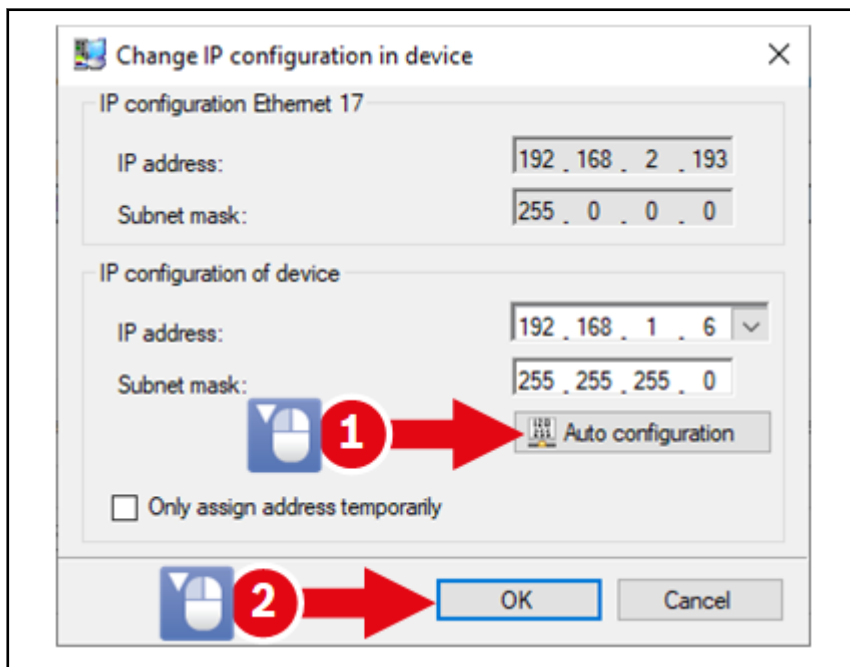 Change IP configuration in device
IP configuration Ethernet 17
IP address: 192 . 168 . 2 . 193
Subnet mask: 255 . 0 . 0 . 0
IP configuration of device
IP address: 192 . 168 . 1 . 6
Subnet mask: 255 . 255 . 255 . 0
1 Auto configuration
Only assign address temporarily
2 OK Cancel